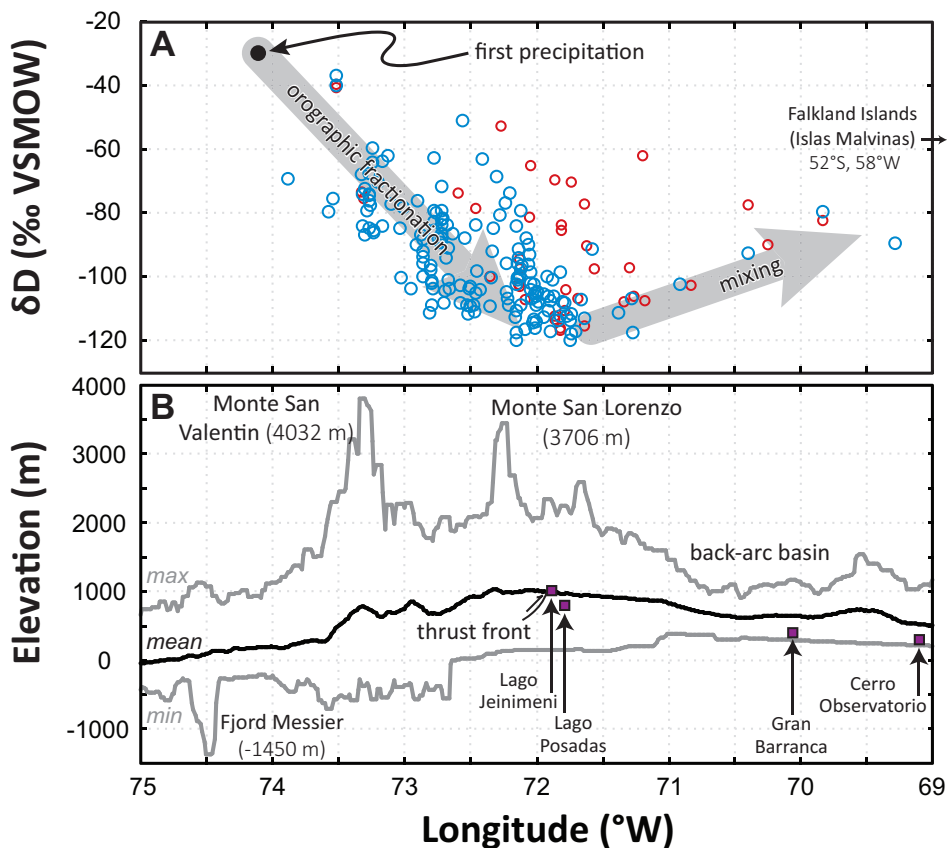 A
-20
-40
-60
-80
-100
-120
δD (‰ VSMOW)
first precipitation
orographic fractionation
mixing
Falkland Islands
(Islas Malvinas)
52°S, 58°W
B
4000
3000
2000
1000
0
-1000
Elevation (m)
Monte San
Valentin (4032 m)
Monte San Lorenzo
(3706 m)
back-arc basin
max
mean
min
thrust front
Fjord Messier
(-1450 m)
Lago
Jeinimeni
Lago
Posadas
Gran
Barranca
Cerro
Observatorio
75 74 73 72 71 70 69
Longitude (°W)